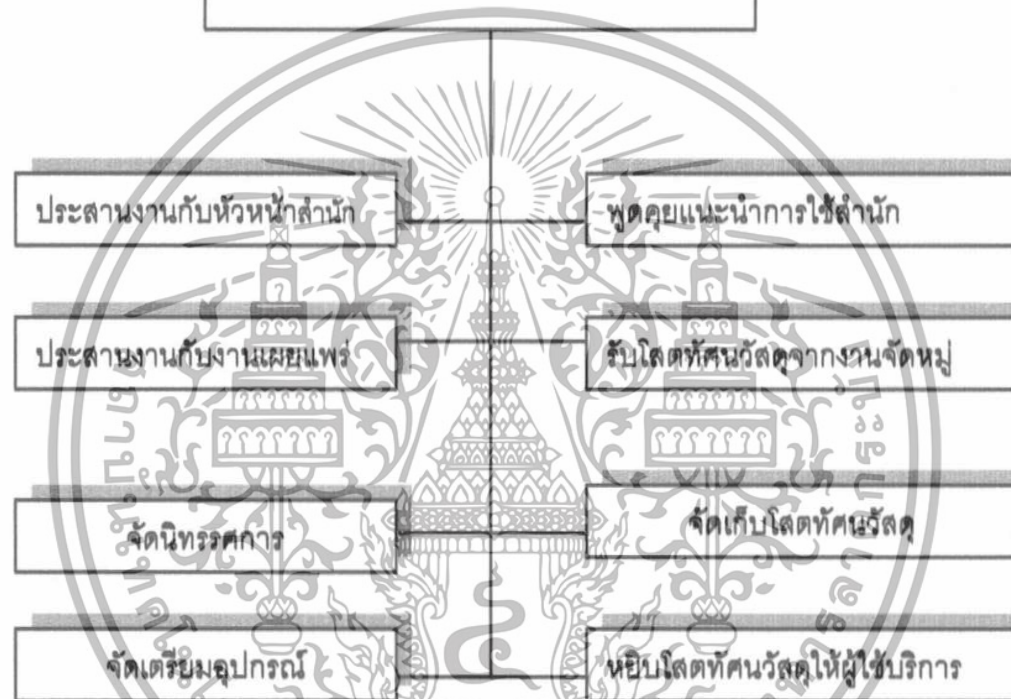 ประสานงานกับหัวหน้าสำนัก
พูดคุยแนะนำการใช้สำนัก
ประสานงานกับงานเผยแพร่
รับโสตทัศนวัสดุจากงานจัดหมู่
จัดนิทรรศการ
จัดเก็บโสตทัศนวัสดุ
จัดเตรียมอุปกรณ์
หยิบโสตทัศนวัสดุให้ผู้ใช้บริการ